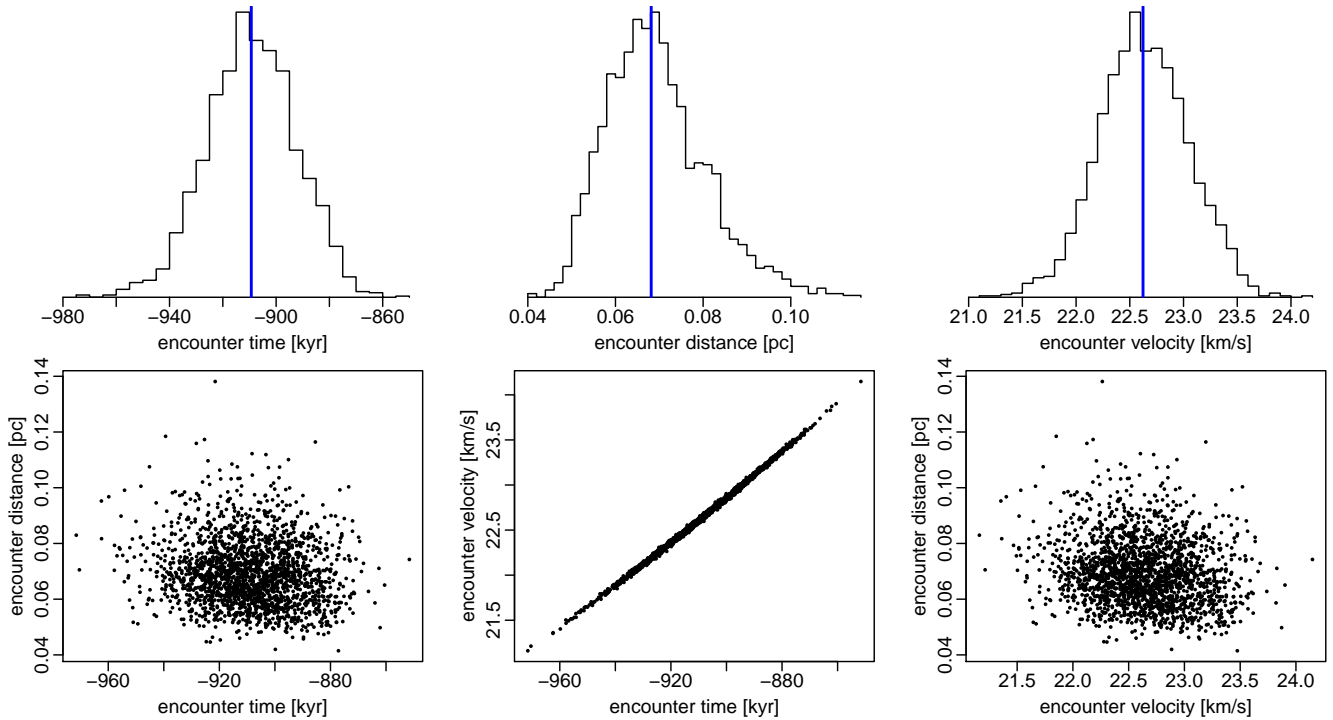 −980 −940 −900 −860
encounter time [kyr]
0.04 0.06 0.08 0.10
encounter distance [pc]
21.0 21.5 22.0 22.5 23.0 23.5 24.0
encounter velocity [km/s]
0.04 0.06 0.08 0.10 0.12 0.14
encounter distance [pc]
−960 −920 −880
encounter time [kyr]
21.5 22.5 23.5
encounter velocity [km/s]
−960 −920 −880
encounter time [kyr]
0.04 0.06 0.08 0.10 0.12 0.14
encounter distance [pc]
21.5 22.0 22.5 23.0 23.5 24.0
encounter velocity [km/s]